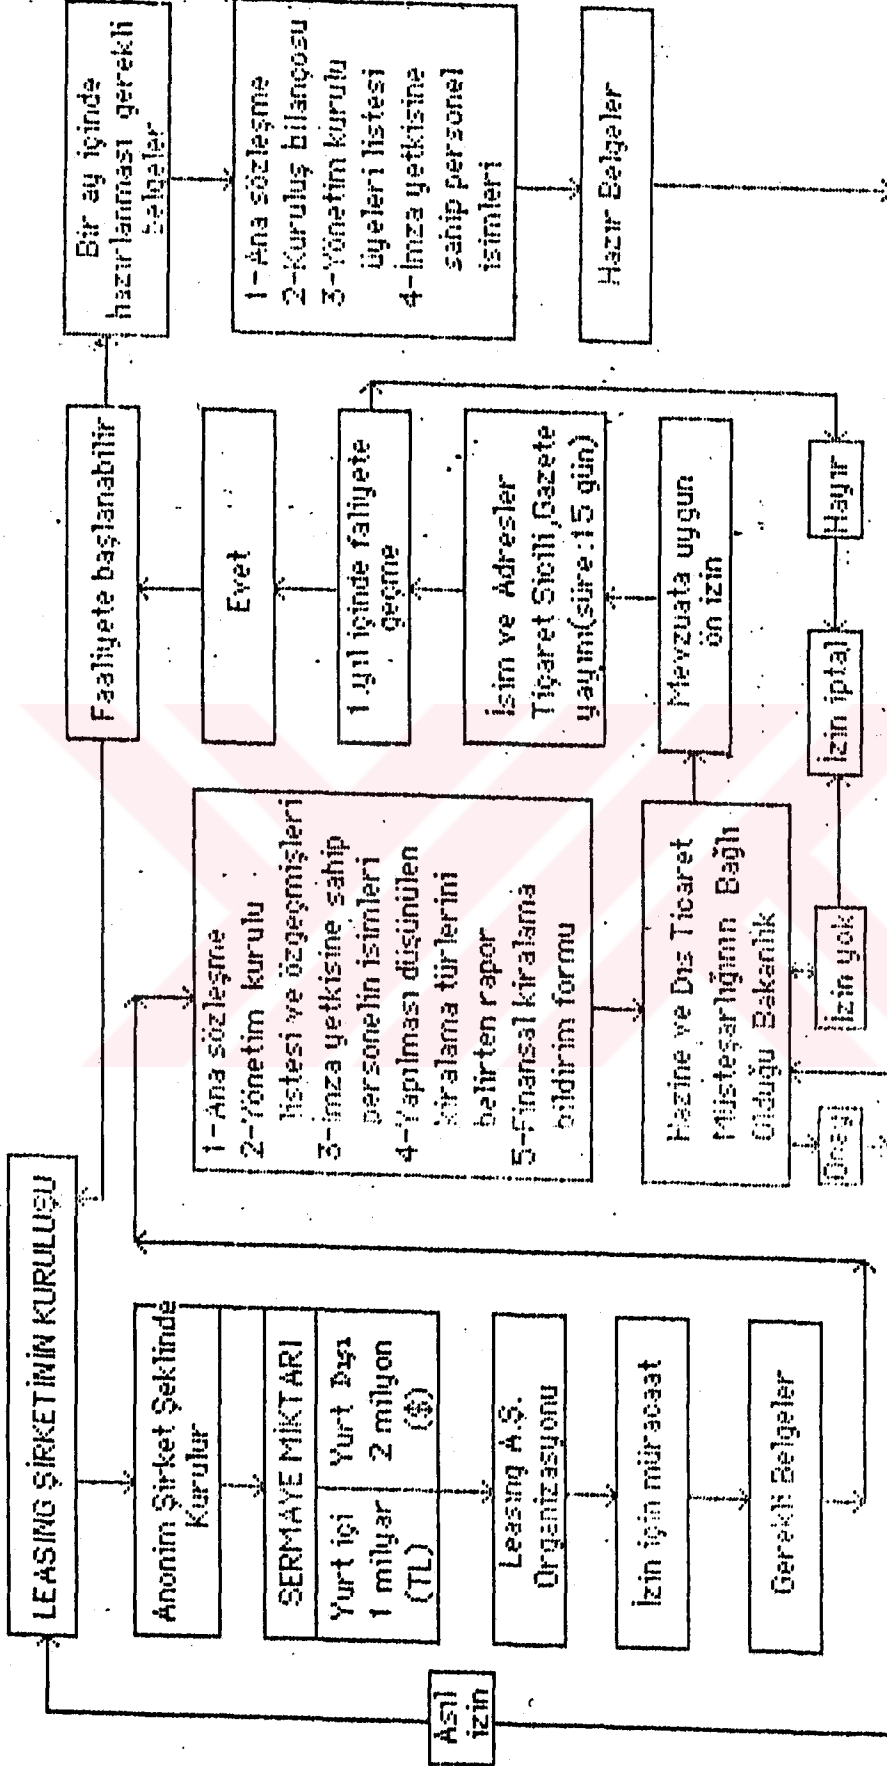 LEASING ŞİRKETİNİN KURULUŞU
Anonim Şirket Şeklinde
Kurulur
SERMAYE MİKTARI
Yurt içi
1 milyar
(TL)
Yurt Dışı
2 milyon
($)
Leasing A.Ş.
Organizasyonu
İzin için müracaat
Gerekli Belgeler
Asıl
izin
1-Ana sözleşme
2-Yönetim kurulu
listesi ve özgeçmişleri
3-İmza yetkisine sahip
personelin isimleri
4-Yapılması düşünülen
kiralama türlerini
belirten rapor
5-Finansal kiralama
bildirim formu
Hazine ve Dıs Ticaret
Müsteşarlığının Bağlı
Olduğu Bakanlık
Onay
İzin yok
İzin iptal
Hayır
Faaliyete başlanabilir
Evet
1 yıl içinde faliyete
geçme
İsim ve Adresler
Ticaret Sicili,Gazete
yayımı(süre:15 gün)
Mevzuata uygun
ön izin
Bir ay içinde
hazırlanması gerekli
belgeler
1-Ana sözleşme
2-Kuruluş bilançosu
3-Yönetim kurulu
üyeleri listesi
4-İmza yetkisine
sahip personel
isimleri
Hazır Belgeler